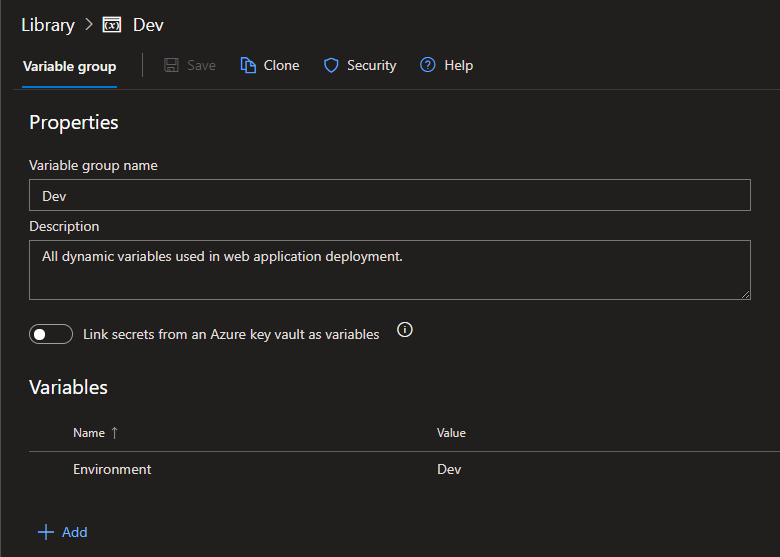 Library > Dev
Variable group Save Clone Security Help
Properties
Variable group name
Dev
Description
All dynamic variables used in web application deployment.
Link secrets from an Azure key vault as variables
Variables
Name ↑ Value
Environment Dev
+ Add